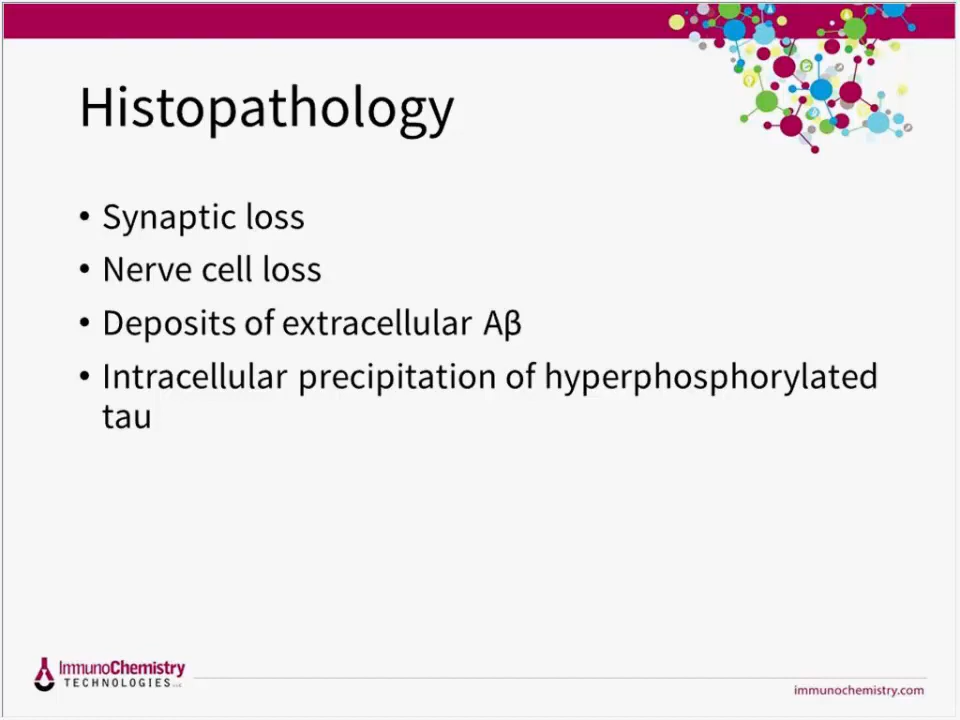 Histopathology
• Synaptic loss
• Nerve cell loss
• Deposits of extracellular Aβ
• Intracellular precipitation of hyperphosphorylated
tau
ImmunoChemistry
TECHNOLOGIES
immunochemistry.com